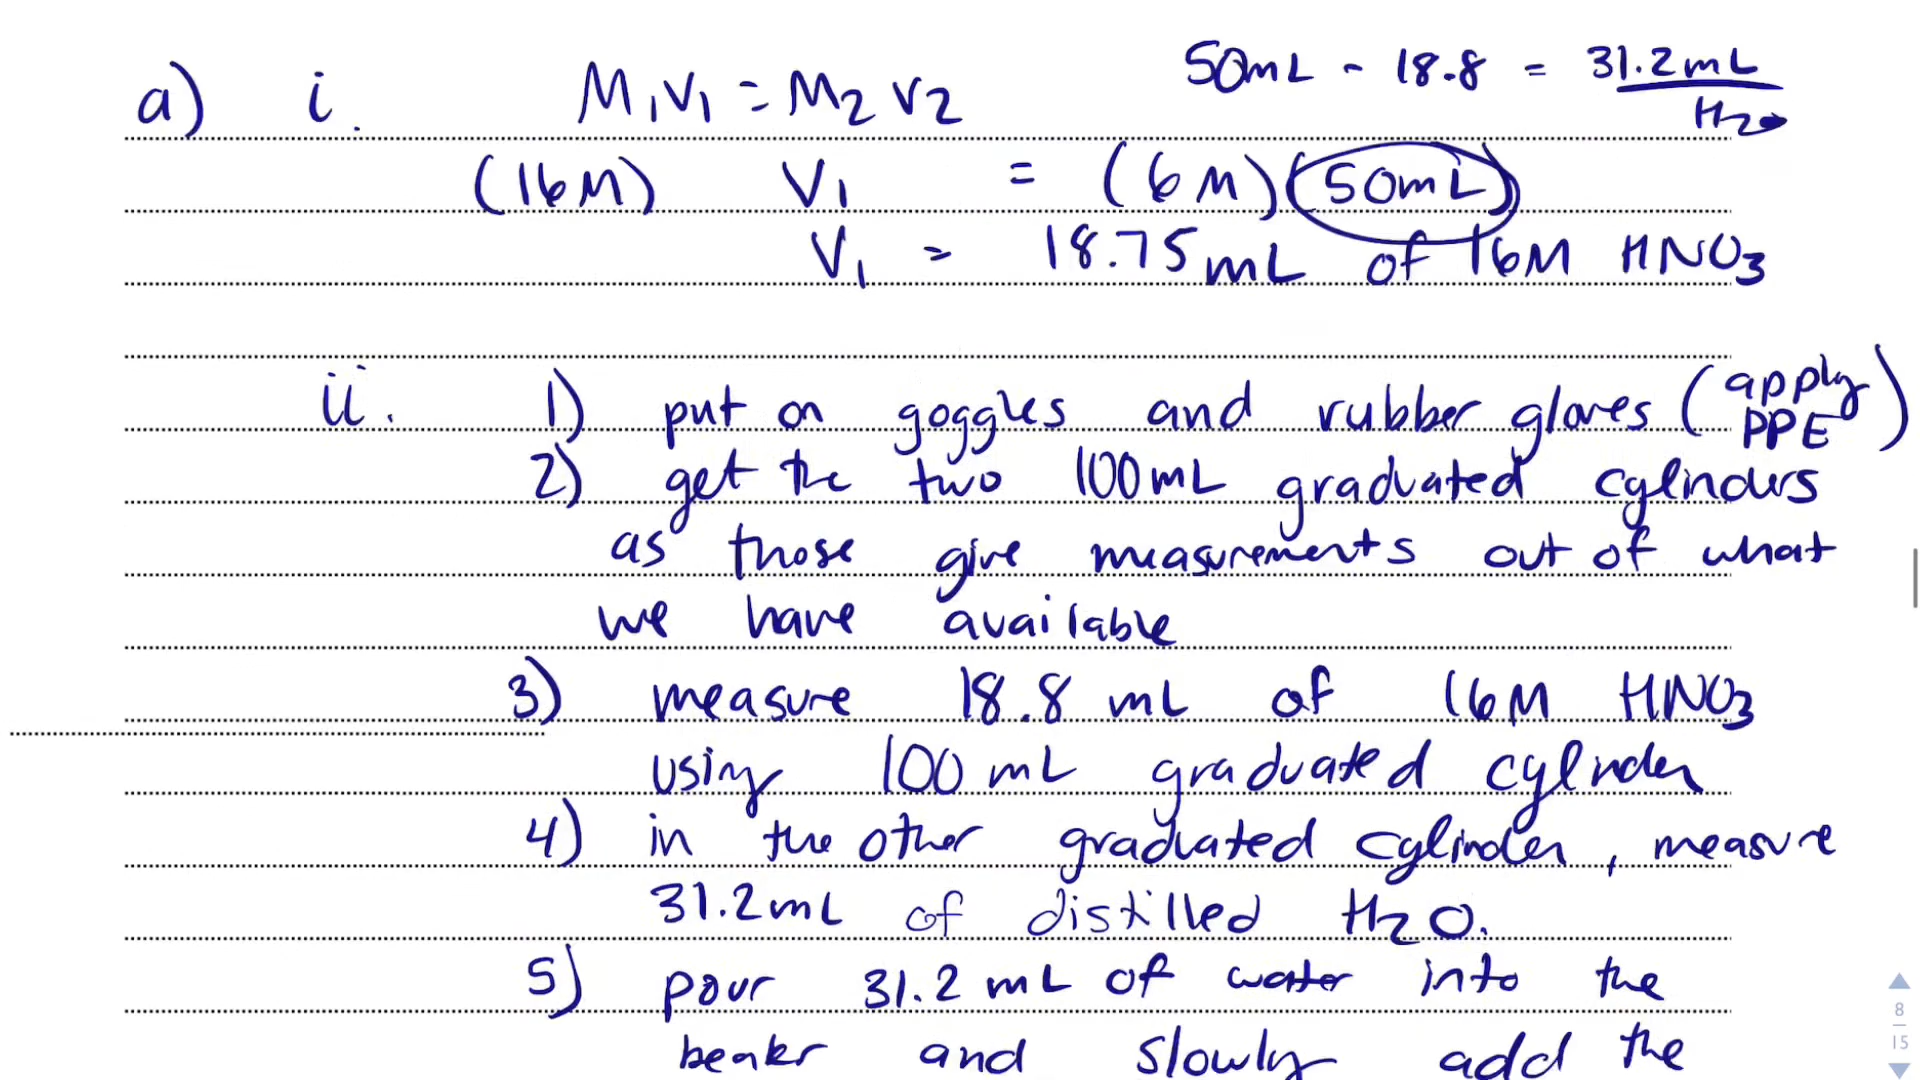 a) i. M₁V₁ = M₂V₂
50mL - 18.8 = 31.2mL
H₂O
(16M) V₁ = (6M)(50mL)
V₁ = 18.75mL of 16M HNO₃
ii. 1) put on goggles and rubber gloves (apply PPE)
2) get the two 100mL graduated cylinders
as those give measurements out of what
we have available
3) measure 18.8 mL of 16M HNO₃
using 100 mL graduated cylinder
4) in the other graduated cylinder, measure
31.2mL of distilled H₂O.
5) pour 31.2 mL of water into the
beaker and slowly add the
8
15